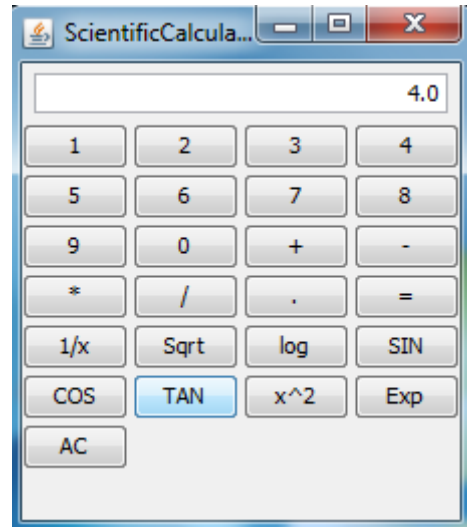 ScientificCalcula...
4.0
1 2 3 4
5 6 7 8
9 0 + -
* / . =
1/x Sqrt log SIN
COS TAN x^2 Exp
AC